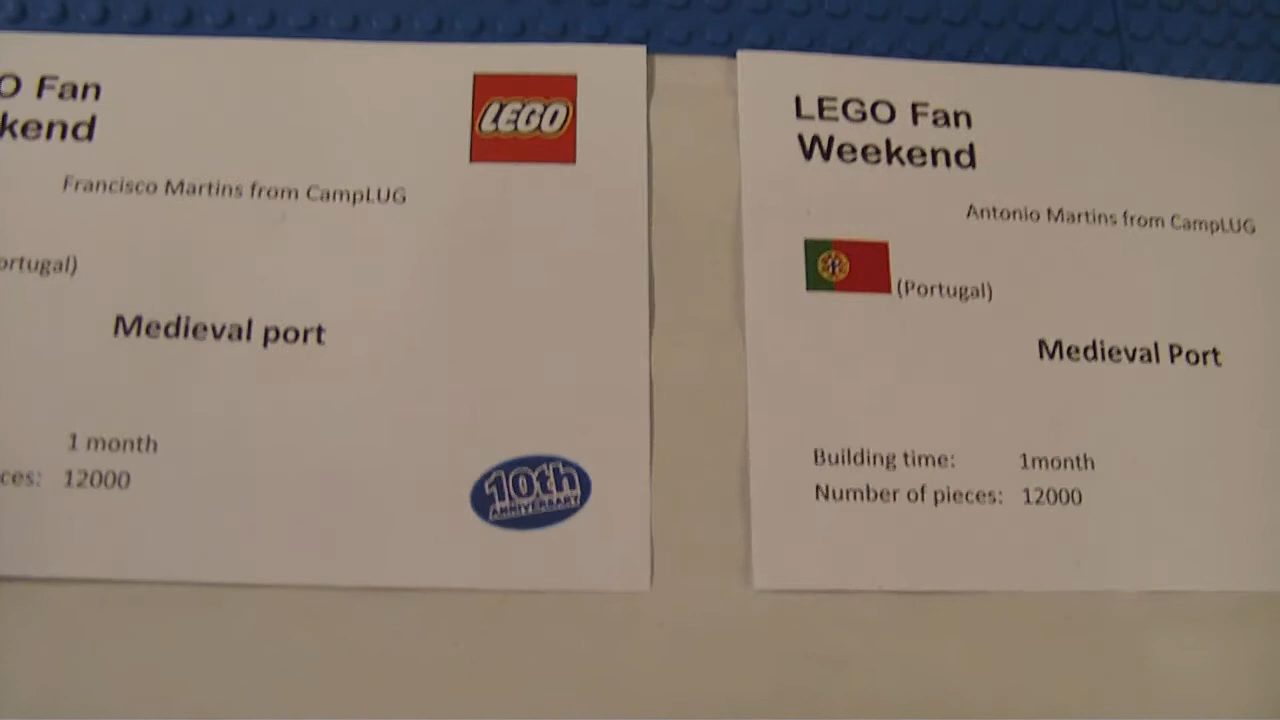 O Fan
kend
LEGO
Francisco Martins from CampLUG
ortugal)
Medieval port
1 month
ces: 12000
10th
ANNIVERSARY
LEGO Fan
Weekend
Antonio Martins from CampLUG
(Portugal)
Medieval Port
Building time: 1month
Number of pieces: 12000